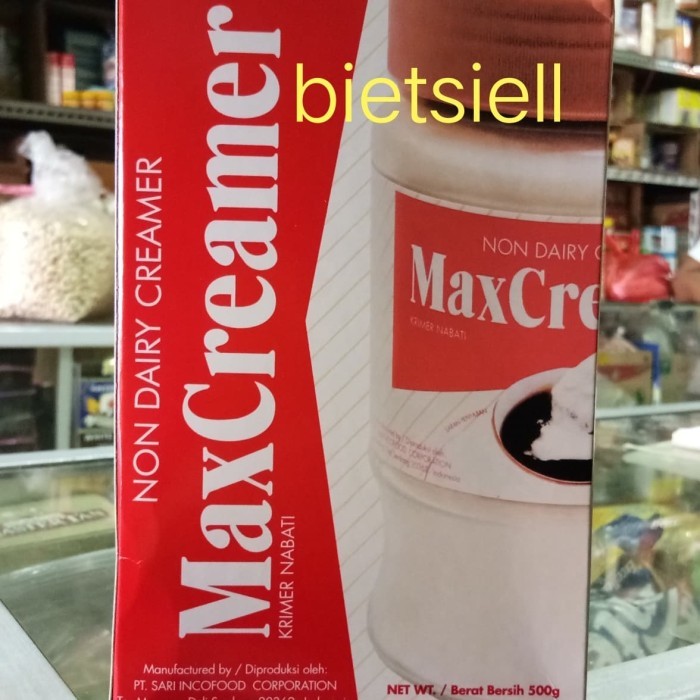 bietsiell
NON DAIRY CREAMER
MaxCreamer
KRIMER NABATI
NON DAIRY
MaxCre
KRIMER NABATI
Manufactured by / Diproduksi oleh:
PT. SARI INCOFOOD CORPORATION
NET WT. / Berat Bersih 500g